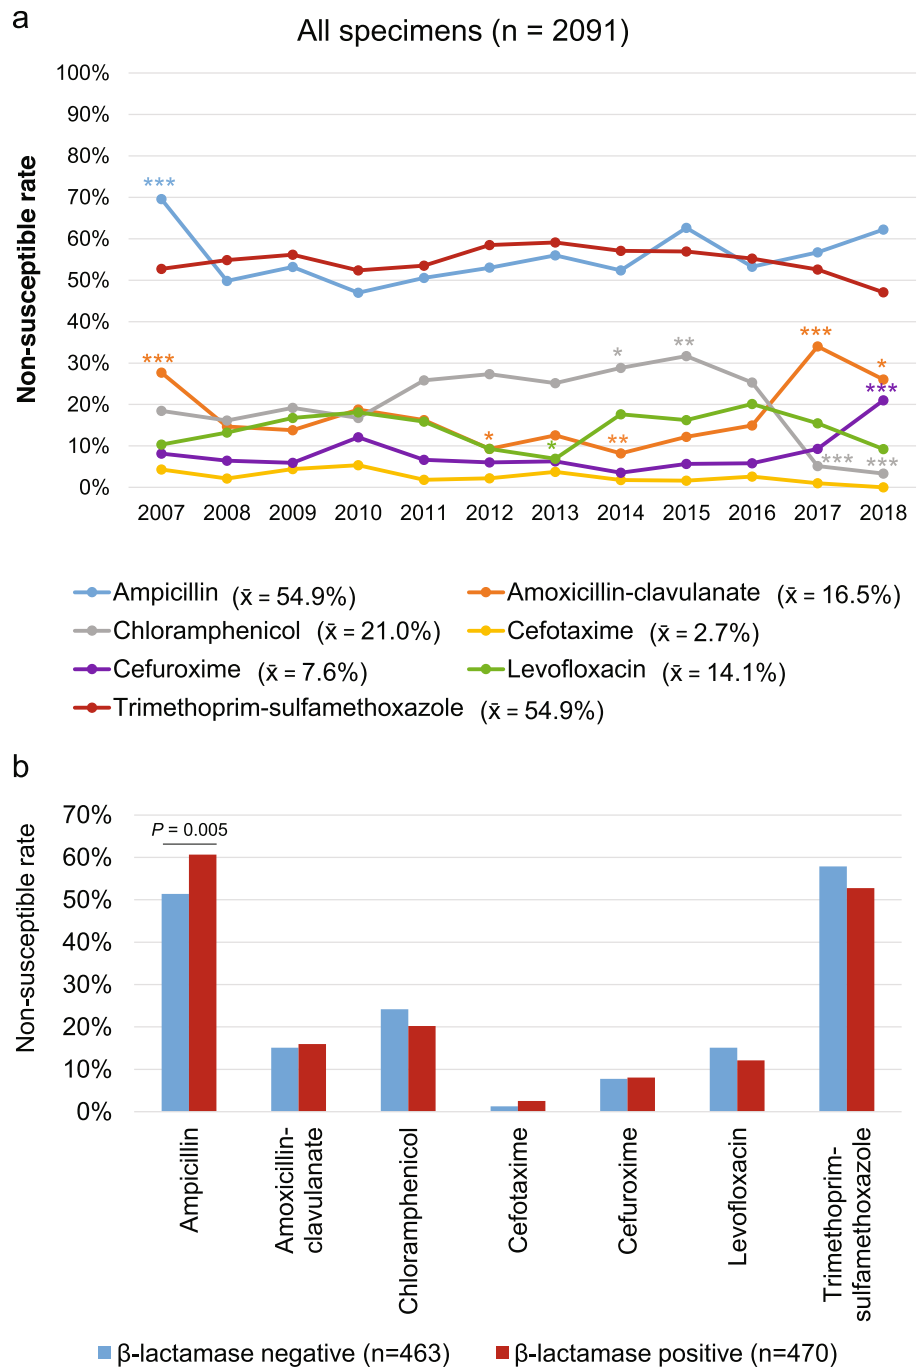 a
All specimens (n = 2091)
Non-susceptible rate
100%
90%
80%
70%
60%
50%
40%
30%
20%
10%
0%
***
***
*
*
**
*
**
***
***
*
***
***
2007 2008 2009 2010 2011 2012 2013 2014 2015 2016 2017 2018
Ampicillin (x̄ = 54.9%) Amoxicillin-clavulanate (x̄ = 16.5%)
Chloramphenicol (x̄ = 21.0%) Cefotaxime (x̄ = 2.7%)
Cefuroxime (x̄ = 7.6%) Levofloxacin (x̄ = 14.1%)
Trimethoprim-sulfamethoxazole (x̄ = 54.9%)
b
Non-susceptible rate
70%
60%
50%
40%
30%
20%
10%
0%
P = 0.005
Ampicillin
Amoxicillin-
clavulanate
Chloramphenicol
Cefotaxime
Cefuroxime
Levofloxacin
Trimethoprim-
sulfamethoxazole
β-lactamase negative (n=463) β-lactamase positive (n=470)